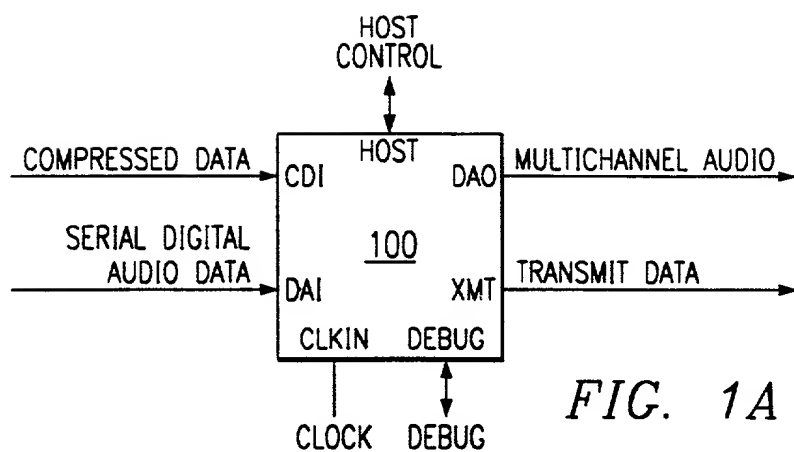 HOST
CONTROL
HOST
COMPRESSED DATA
CDI
DAO
MULTICHANNEL AUDIO
SERIAL DIGITAL
AUDIO DATA
100
DAI
XMT
TRANSMIT DATA
CLKIN
DEBUG
CLOCK
DEBUG
FIG. 1A